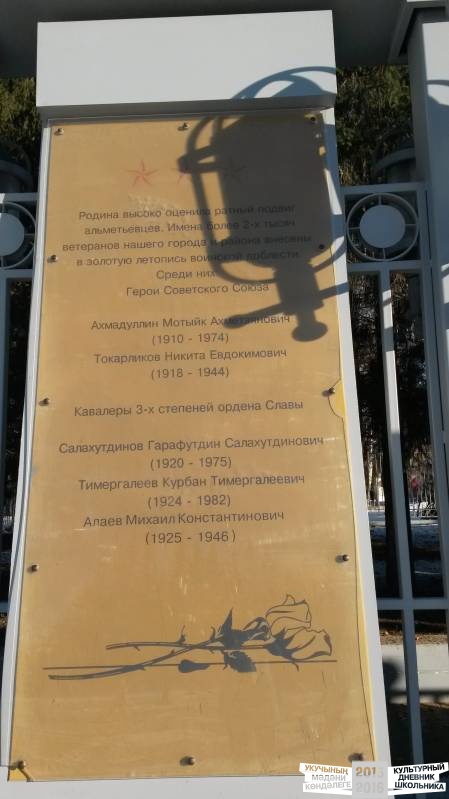 Родина высоко оценила ратный подвиг
альметьевцев. Имена более 2-х тысяч
ветеранов нашего города и района внесены
в золотую летопись воинской доблести.
Среди них
Герои Советского Союза
Ахмадуллин Мотыйк Ахметзянович
(1910 - 1974)
Токарликов Никита Евдокимович
(1918 - 1944)
Кавалеры 3-х степеней ордена Славы
Салахутдинов Гарафутдин Салахутдинович
(1920 - 1975)
Тимергалеев Курбан Тимергалеевич
(1924 - 1982)
Алаев Михаил Константинович
(1925 - 1946)
УКУЧЫНЫҢ
МӘДӘНИ
КӨНДӘЛЕГЕ
2015
2016
КУЛЬТУРНЫЙ
ДНЕВНИК
ШКОЛЬНИКА